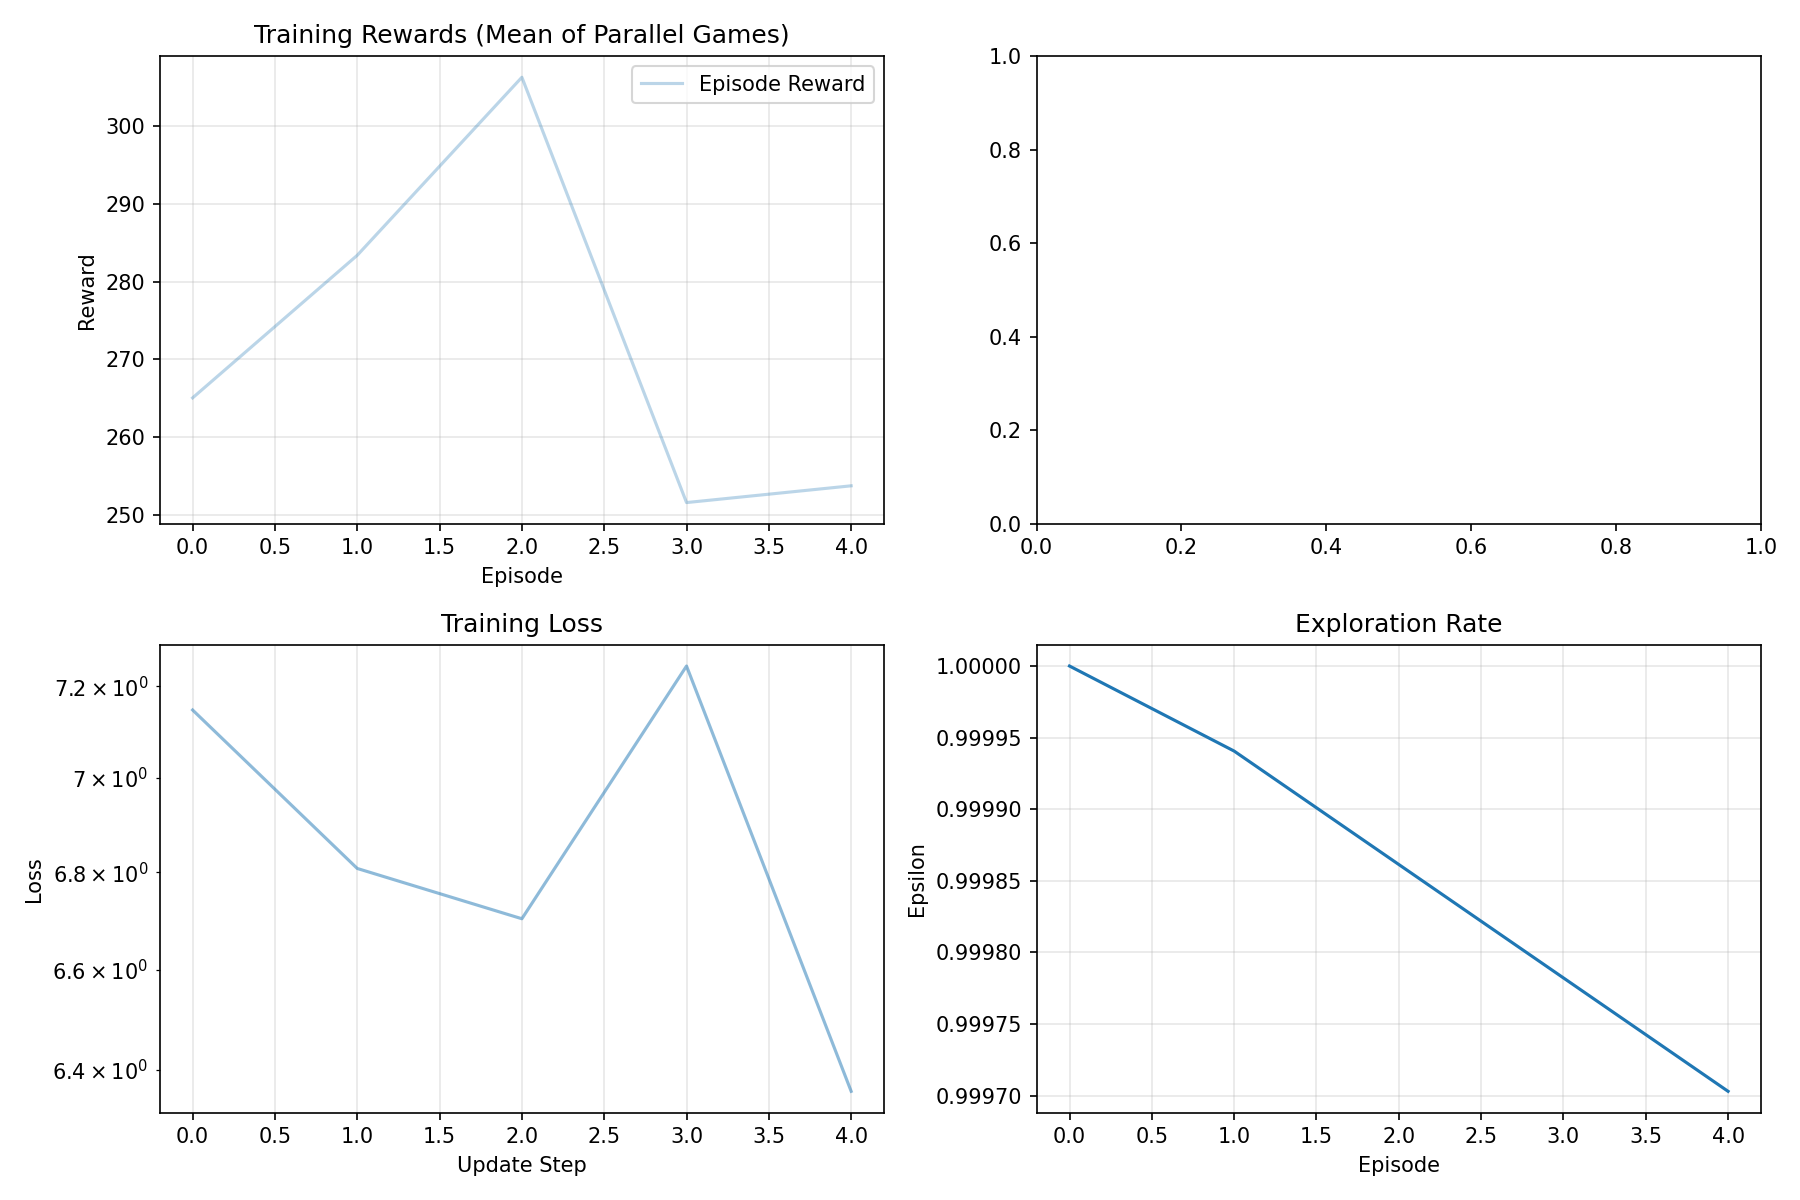 Training Rewards (Mean of Parallel Games)
Episode Reward
300
290
280
270
260
250
Reward
0.0 0.5 1.0 1.5 2.0 2.5 3.0 3.5 4.0
Episode
1.0
0.8
0.6
0.4
0.2
0.0
0.0 0.2 0.4 0.6 0.8 1.0
Training Loss
7.2 × 10⁰
7 × 10⁰
6.8 × 10⁰
6.6 × 10⁰
6.4 × 10⁰
Loss
0.0 0.5 1.0 1.5 2.0 2.5 3.0 3.5 4.0
Update Step
Exploration Rate
1.00000
0.99995
0.99990
0.99985
0.99980
0.99975
0.99970
Epsilon
0.0 0.5 1.0 1.5 2.0 2.5 3.0 3.5 4.0
Episode